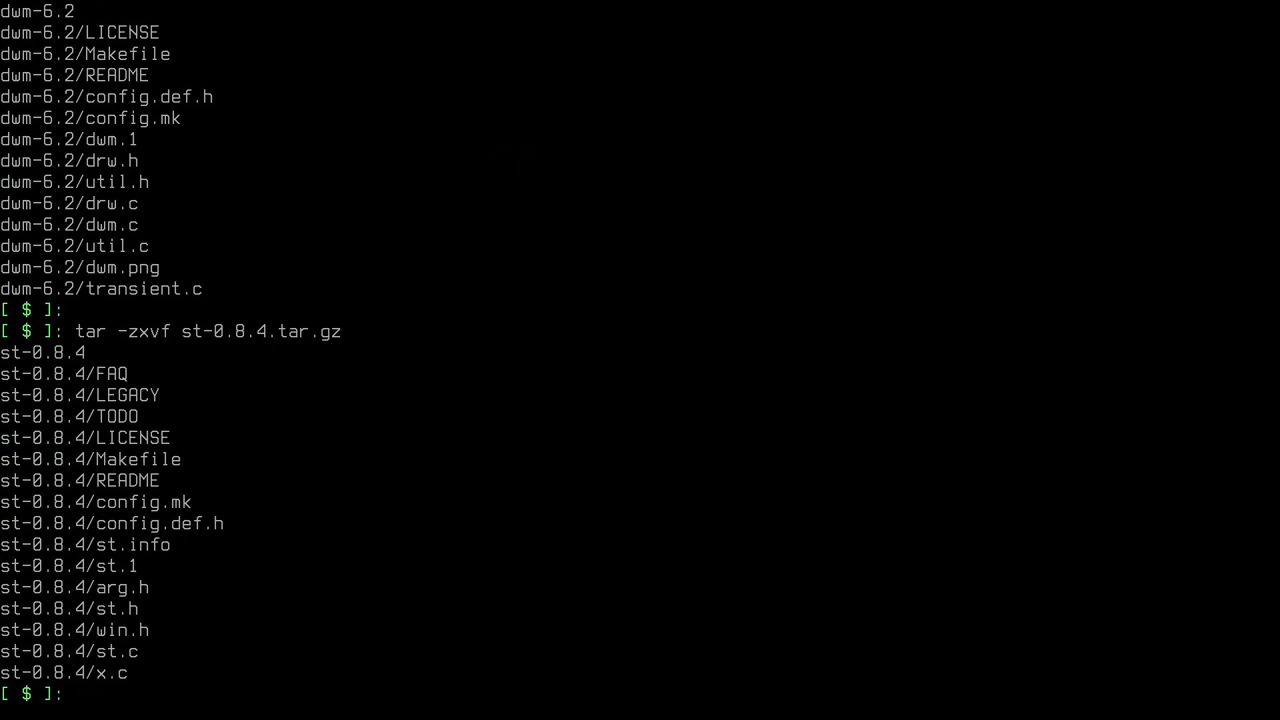 dwm-6.2
dwm-6.2/LICENSE
dwm-6.2/Makefile
dwm-6.2/README
dwm-6.2/config.def.h
dwm-6.2/config.mk
dwm-6.2/dwm.1
dwm-6.2/drw.h
dwm-6.2/util.h
dwm-6.2/drw.c
dwm-6.2/dwm.c
dwm-6.2/util.c
dwm-6.2/dwm.png
dwm-6.2/transient.c
[ $ ]:
[ $ ]: tar -zxvf st-0.8.4.tar.gz
st-0.8.4
st-0.8.4/FAQ
st-0.8.4/LEGACY
st-0.8.4/TODO
st-0.8.4/LICENSE
st-0.8.4/Makefile
st-0.8.4/README
st-0.8.4/config.mk
st-0.8.4/config.def.h
st-0.8.4/st.info
st-0.8.4/st.1
st-0.8.4/arg.h
st-0.8.4/st.h
st-0.8.4/win.h
st-0.8.4/st.c
st-0.8.4/x.c
[ $ ]: